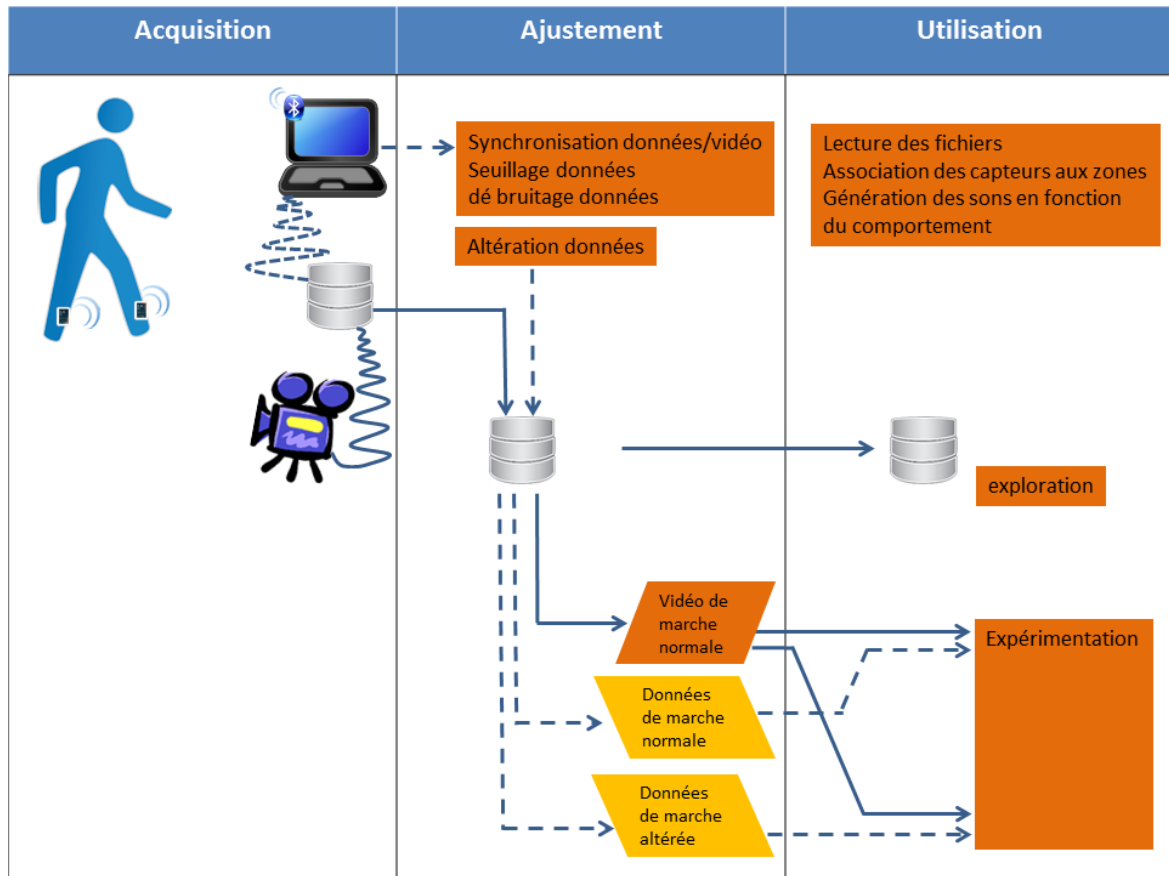 Acquisition
Ajustement
Utilisation
Synchronisation données/vidéo
Seuillage données
dé bruitage données
Altération données
Lecture des fichiers
Association des capteurs aux zones
Génération des sons en fonction
du comportement
exploration
Vidéo de
marche
normale
Données
de marche
normale
Données
de marche
altérée
Expérimentation